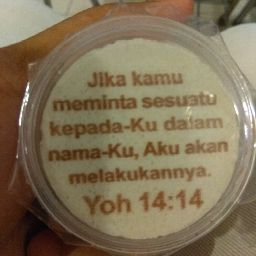 Jika kamu
meminta sesuatu
kepada-Ku dalam
nama-Ku, Aku akan
melakukannya.
Yoh 14:14